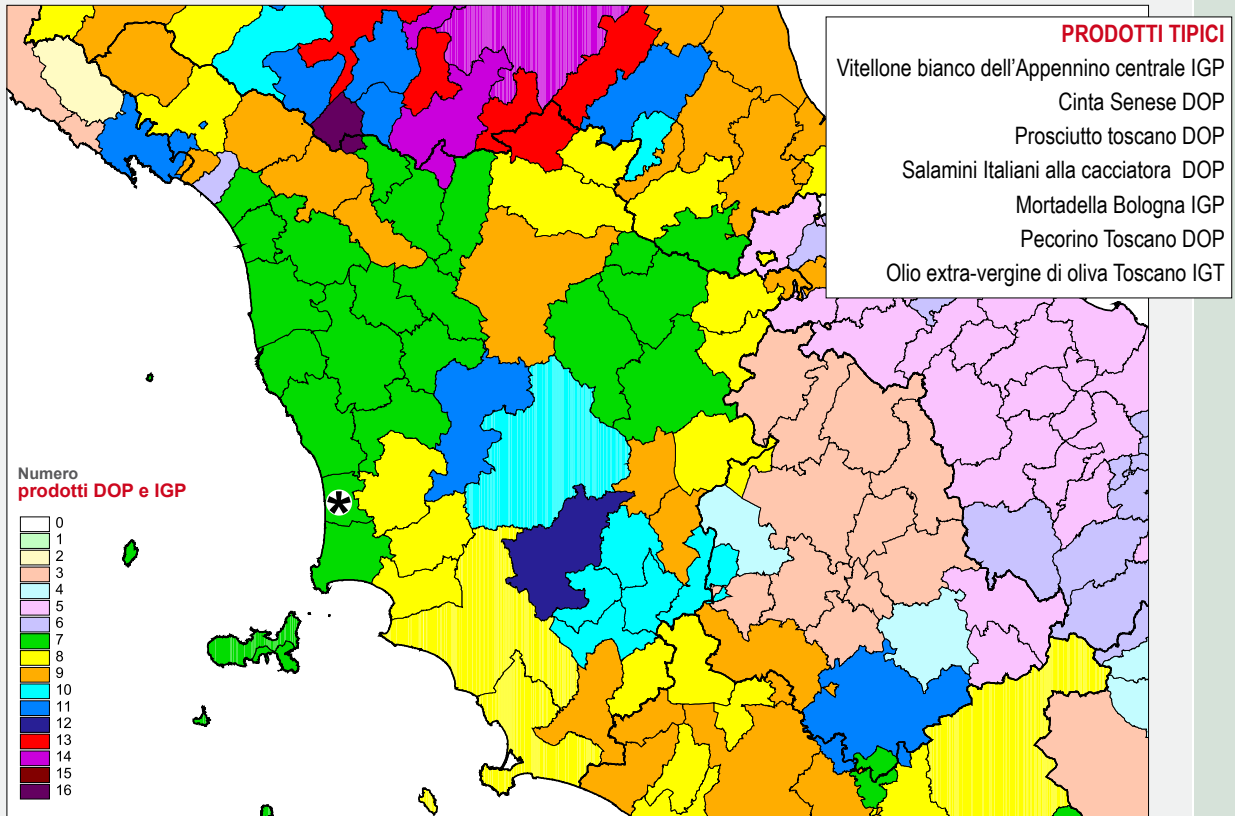 PRODOTTI TIPICI
Vitellone bianco dell'Appennino centrale IGP
Cinta Senese DOP
Prosciutto toscano DOP
Salamini Italiani alla cacciatora DOP
Mortadella Bologna IGP
Pecorino Toscano DOP
Olio extra-vergine di oliva Toscano IGT
*
Numero
prodotti DOP e IGP
0
1
2
3
4
5
6
7
8
9
10
11
12
13
14
15
16